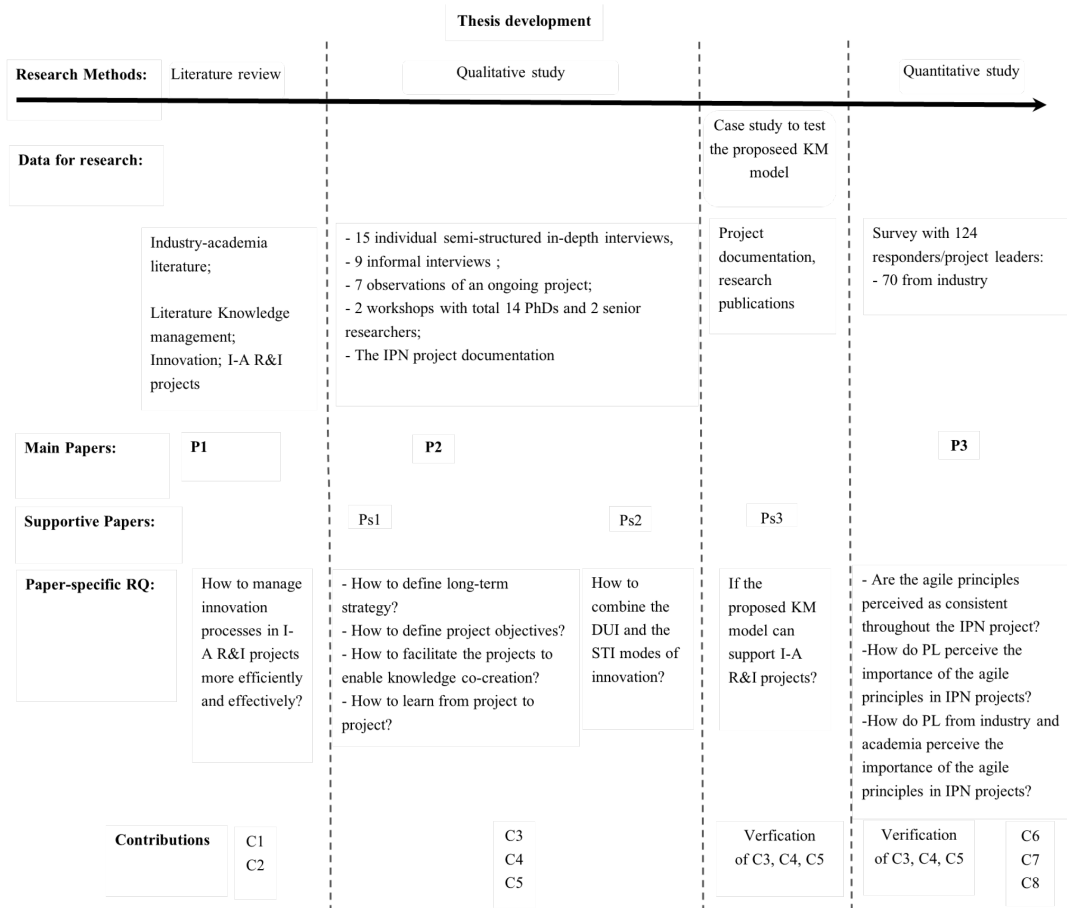 Thesis development
Research Methods:
Literature review
Qualitative study
Quantitative study
Case study to test
the proposeed KM
model
Data for research:
Industry-academia
literature;
Literature Knowledge
management;
Innovation; I-A R&I
projects
- 15 individual semi-structured in-depth interviews,
- 9 informal interviews ;
- 7 observations of an ongoing project;
- 2 workshops with total 14 PhDs and 2 senior
researchers;
- The IPN project documentation
Project
documentation,
research
publications
Survey with 124
responders/project leaders:
- 70 from industry
Main Papers:
P1
P2
P3
Supportive Papers:
Ps1
Ps2
Ps3
Paper-specific RQ:
How to manage
innovation
processes in I-
A R&I projects
more efficiently
and effectively?
- How to define long-term
strategy?
- How to define project objectives?
- How to facilitate the projects to
enable knowledge co-creation?
- How to learn from project to
project?
How to
combine the
DUI and the
STI modes of
innovation?
If the
proposed KM
model can
support I-A
R&I projects?
- Are the agile principles
perceived as consistent
throughout the IPN project?
-How do PL perceive the
importance of the agile
principles in IPN projects?
-How do PL from industry and
academia perceive the
importance of the agile
principles in IPN projects?
Contributions
C1
C2
C3
C4
C5
Verfication
of C3, C4, C5
Verification
of C3, C4, C5
C6
C7
C8